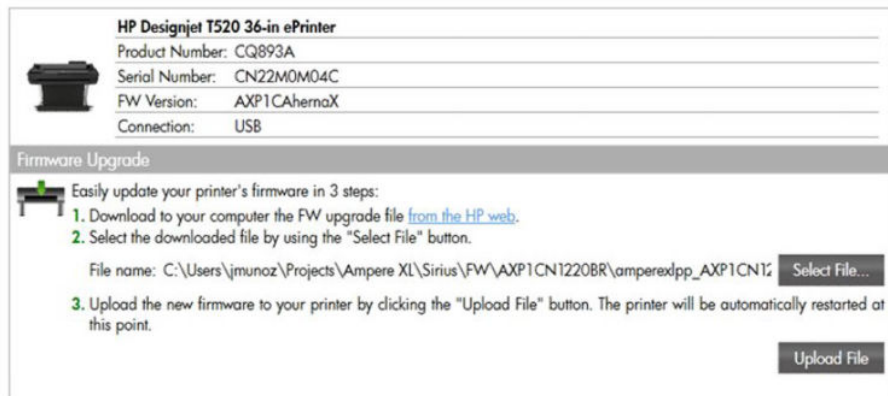 HP Designjet T520 36-in ePrinter
Product Number: CQ893A
Serial Number: CN22M0M04C
FW Version: AXP1CAhernaX
Connection: USB
Firmware Upgrade
Easily update your printer's firmware in 3 steps:
1. Download to your computer the FW upgrade file from the HP web.
2. Select the downloaded file by using the "Select File" button.
File name: C:\Users\jmunoz\Projects\Ampere XL\Sirius\FW\AXP1CN1220BR\amperexlpp_AXP1CN12 Select File...
3. Upload the new firmware to your printer by clicking the "Upload File" button. The printer will be automatically restarted at
this point.
Upload File